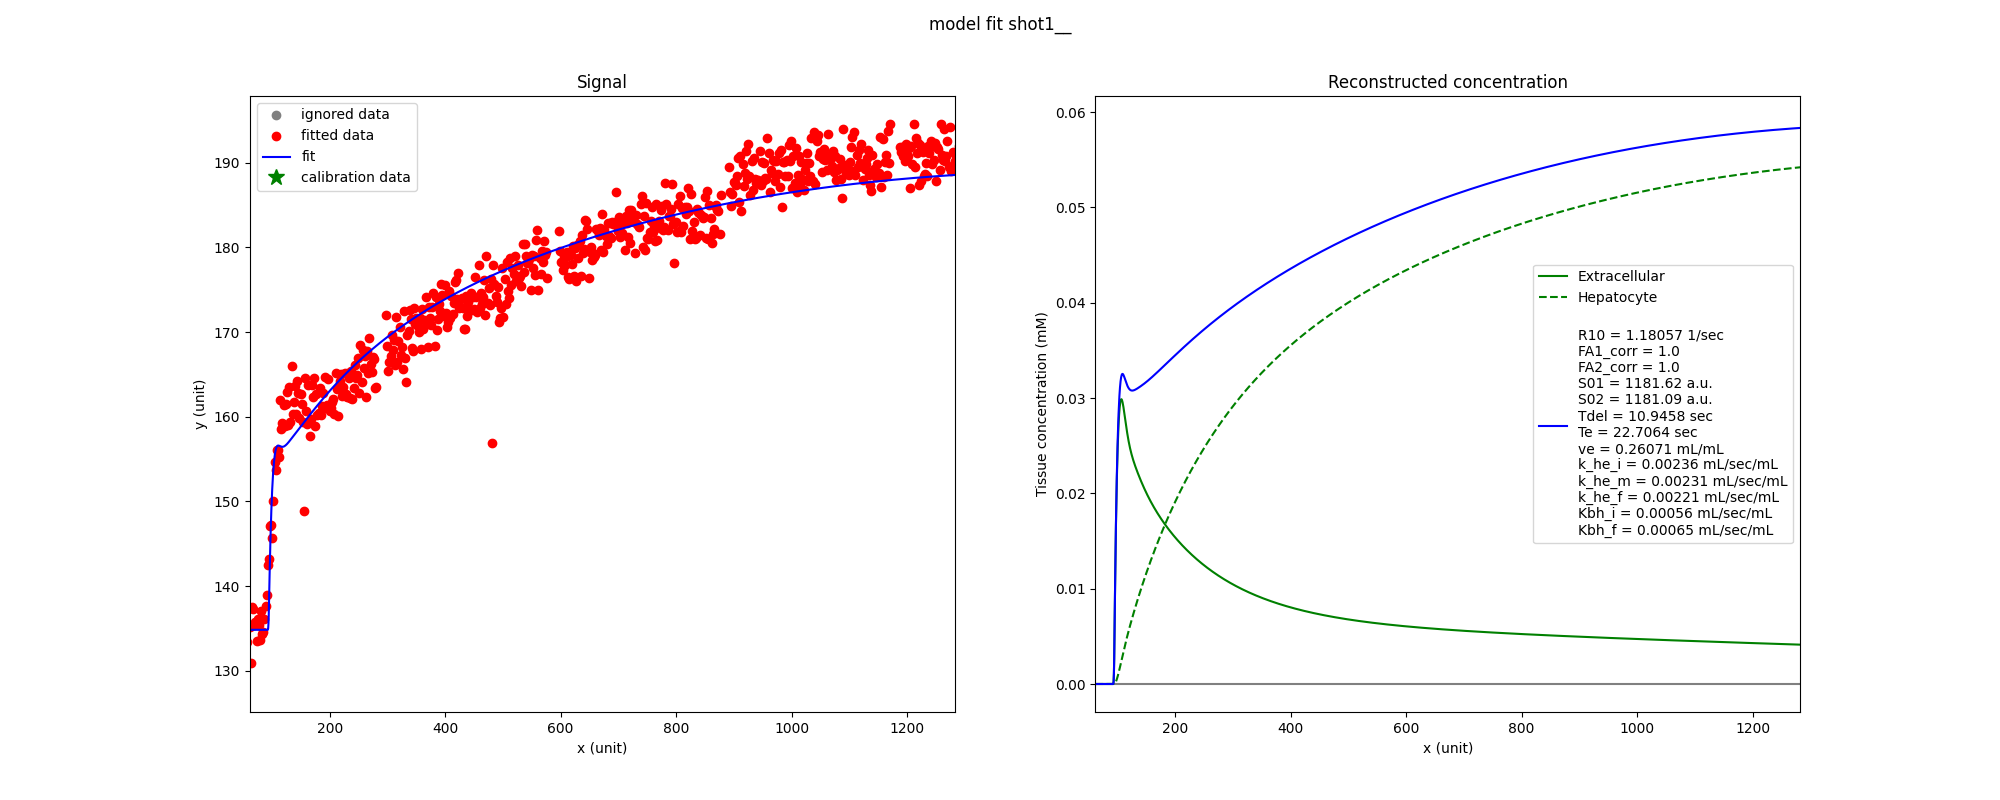 model fit shot1__
Signal
ignored data
fitted data
fit
calibration data
190
180
170
160
150
140
130
y (unit)
200
400
600
800
1000
1200
x (unit)
Reconstructed concentration
0.06
0.05
0.04
0.03
0.02
0.01
0.00
Tissue concentration (mM)
Extracellular
Hepatocyte
R10 = 1.18057 1/sec
FA1_corr = 1.0
FA2_corr = 1.0
S01 = 1181.62 a.u.
S02 = 1181.09 a.u.
Tdel = 10.9458 sec
Te = 22.7064 sec
ve = 0.26071 mL/mL
k_he_i = 0.00236 mL/sec/mL
k_he_m = 0.00231 mL/sec/mL
k_he_f = 0.00221 mL/sec/mL
Kbh_i = 0.00056 mL/sec/mL
Kbh_f = 0.00065 mL/sec/mL
200
400
600
800
1000
1200
x (unit)